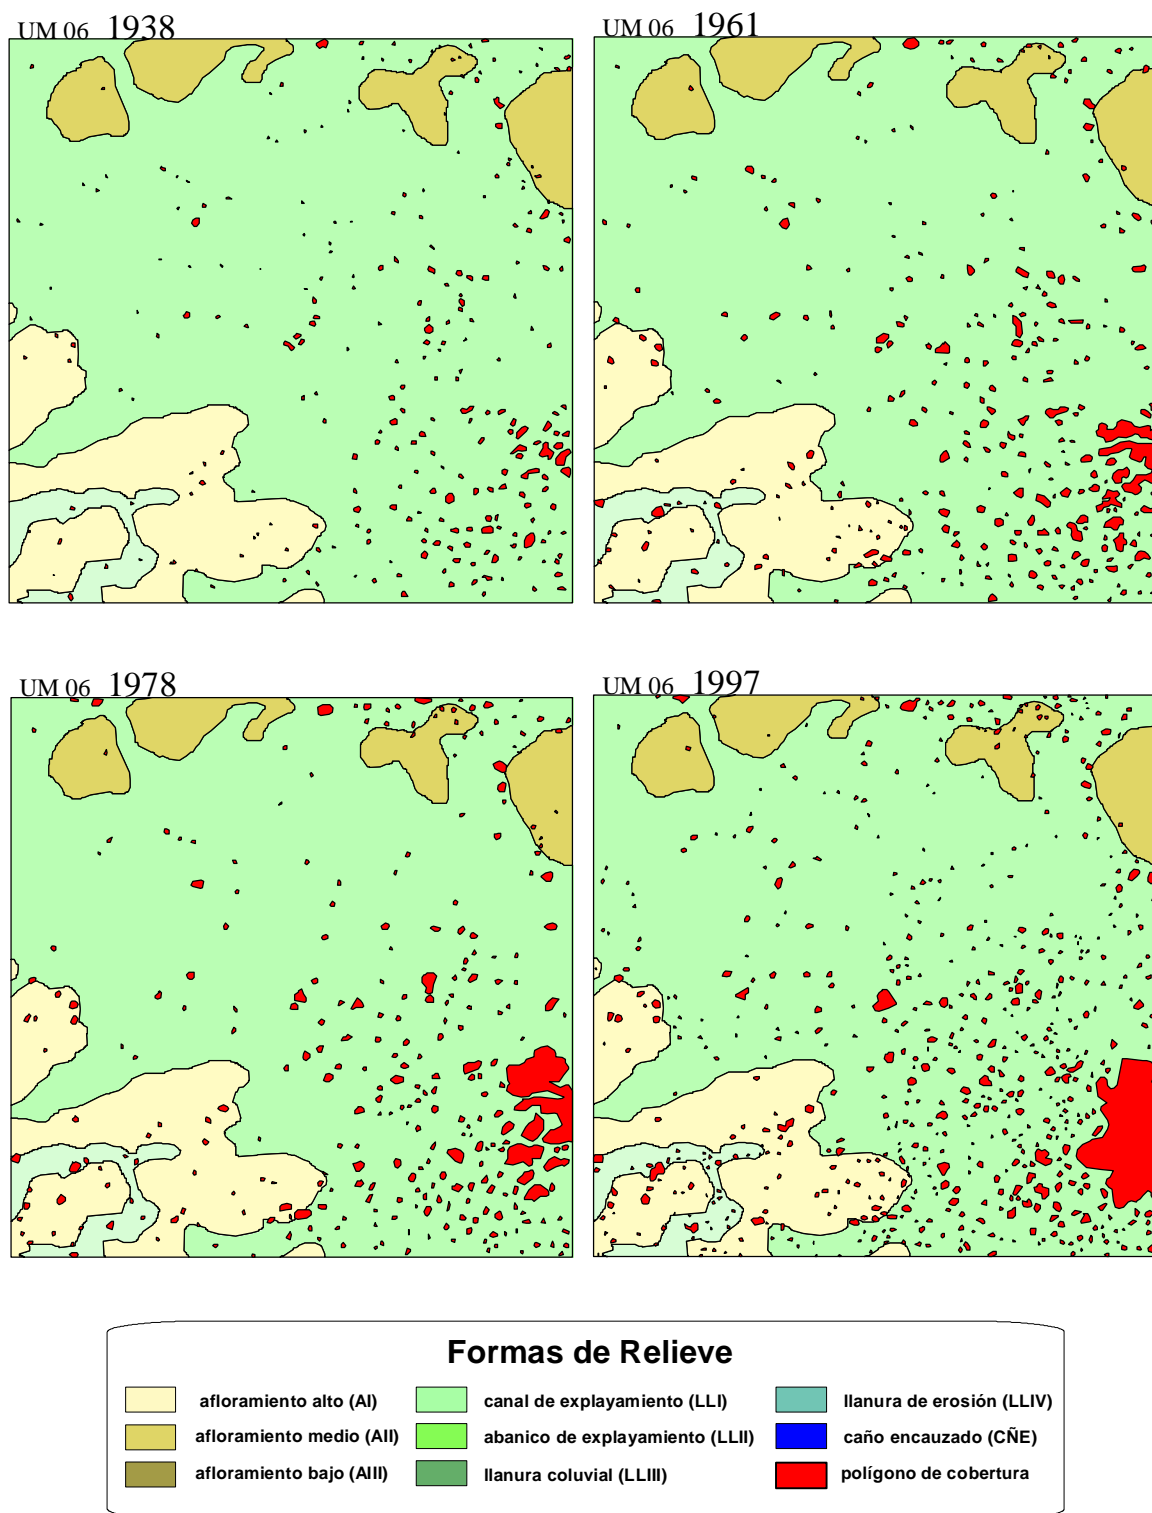 UM 06 1938
UM 06 1961
UM 06 1978
UM 06 1997
Formas de Relieve
afloramiento alto (AI)
canal de explayamiento (LLI)
llanura de erosión (LLIV)
afloramiento medio (AII)
abanico de explayamiento (LLII)
caño encauzado (CÑE)
afloramiento bajo (AIII)
llanura coluvial (LLIII)
polígono de cobertura